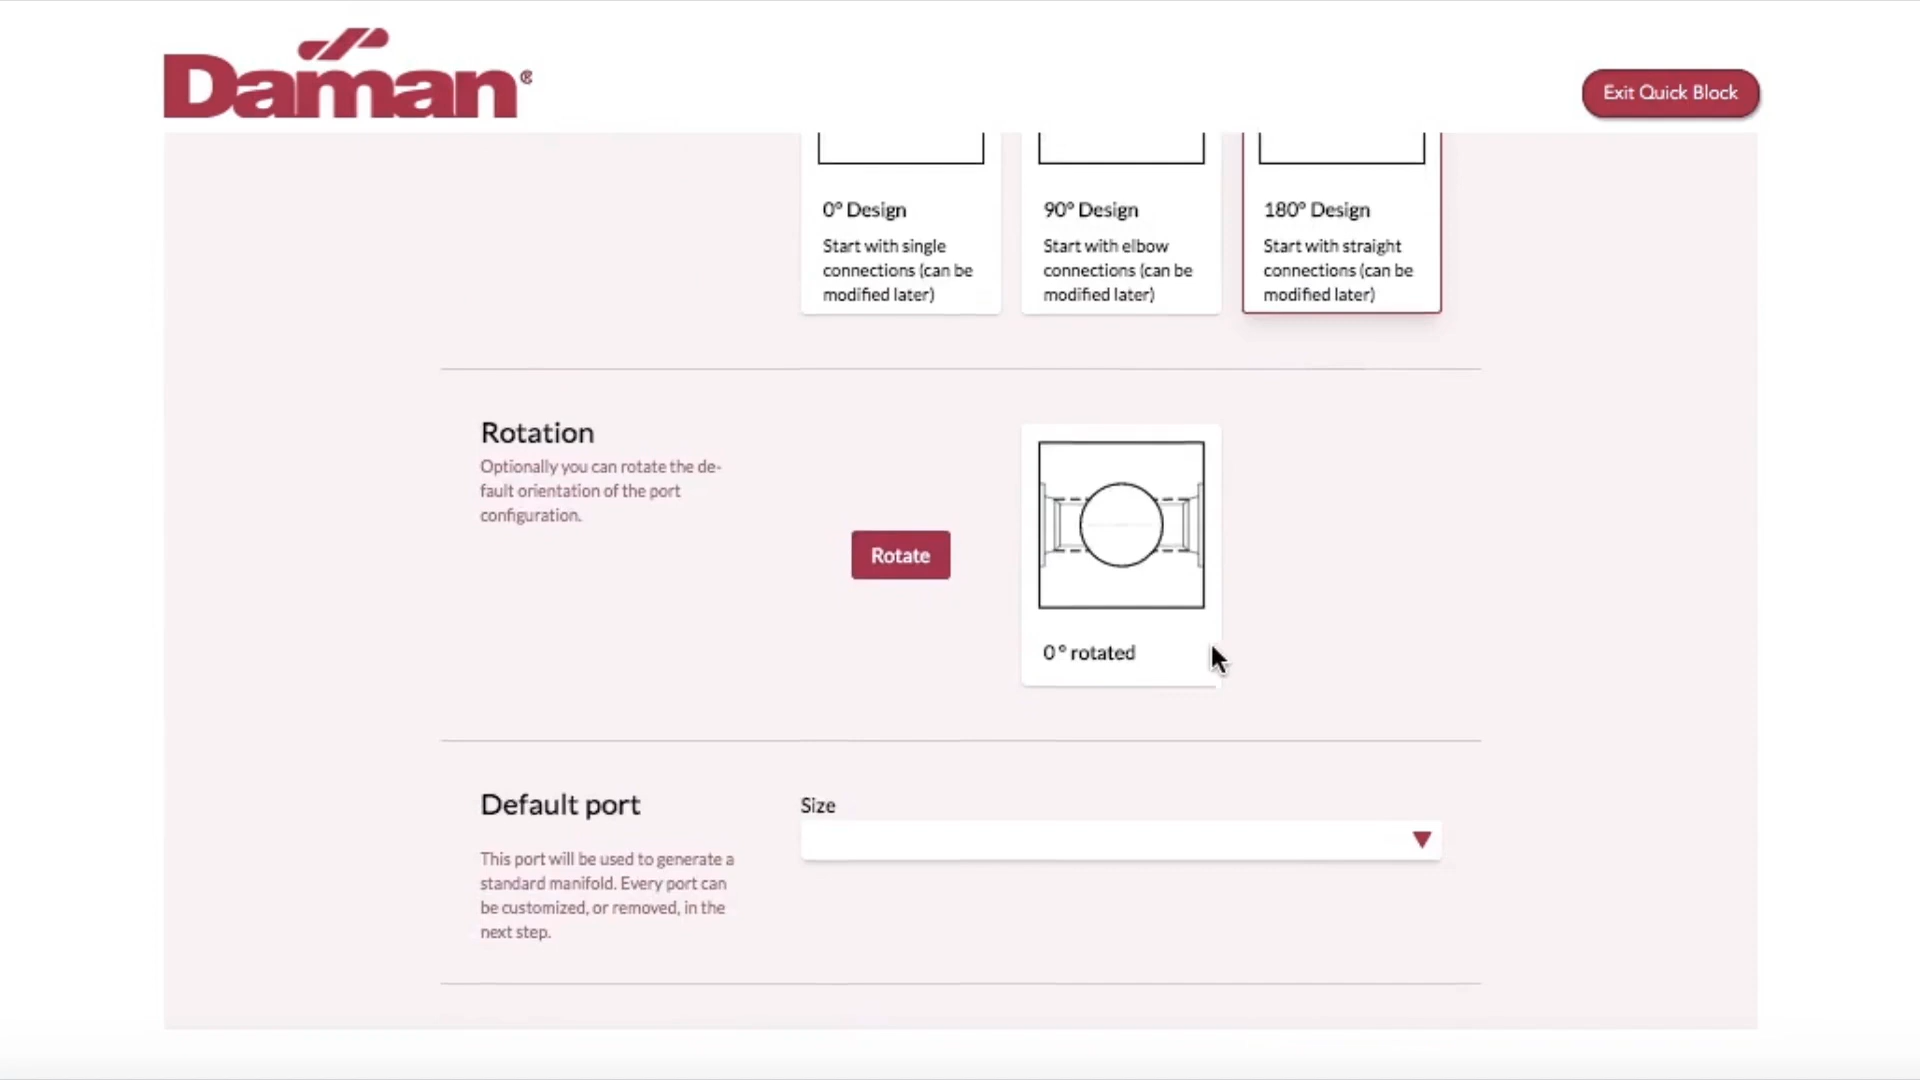 Daman®
Exit Quick Block
0° Design
Start with single
connections (can be
modified later)
90° Design
Start with elbow
connections (can be
modified later)
180° Design
Start with straight
connections (can be
modified later)
Rotation
Optionally you can rotate the de-
fault orientation of the port
configuration.
Rotate
0° rotated
Default port
This port will be used to generate a
standard manifold. Every port can
be customized, or removed, in the
next step.
Size